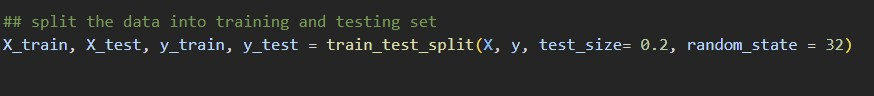 ## split the data into training and testing set
X_train, X_test, y_train, y_test = train_test_split(X, y, test_size= 0.2, random_state = 32)